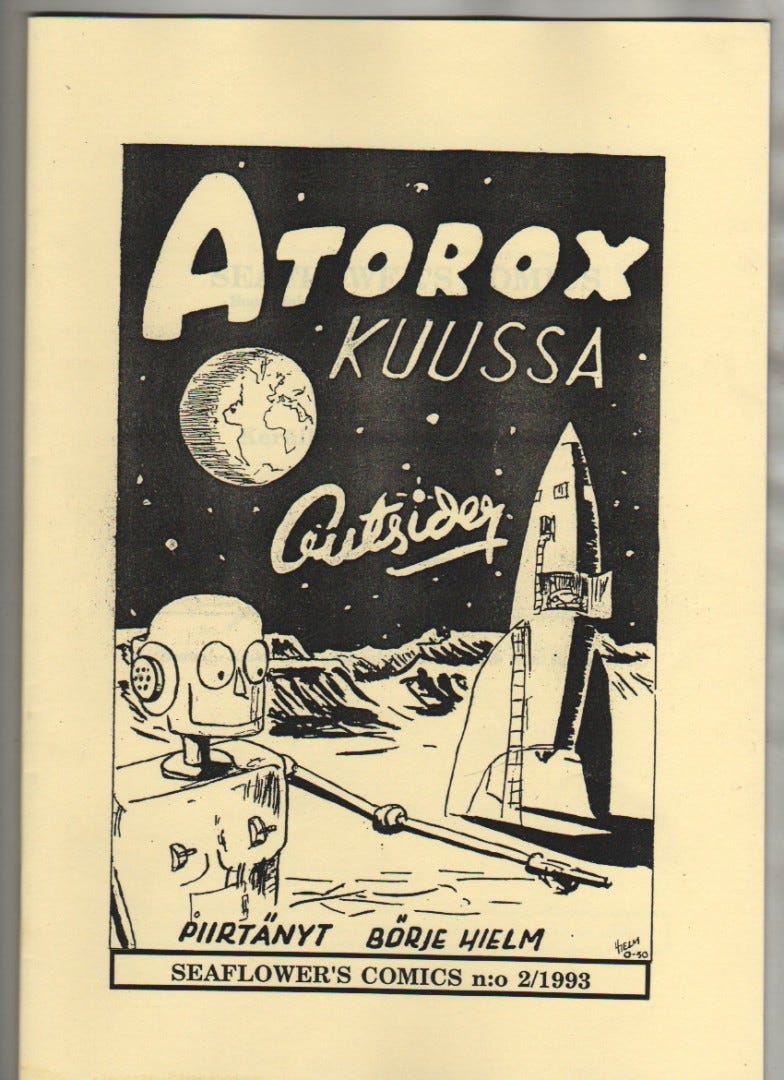 ATOROX
KUUSSA
Outsider
PIIRTÄNYT BÖRJE HIELM
HIELM
SEAFLOWER'S COMICS n:o 2/1993